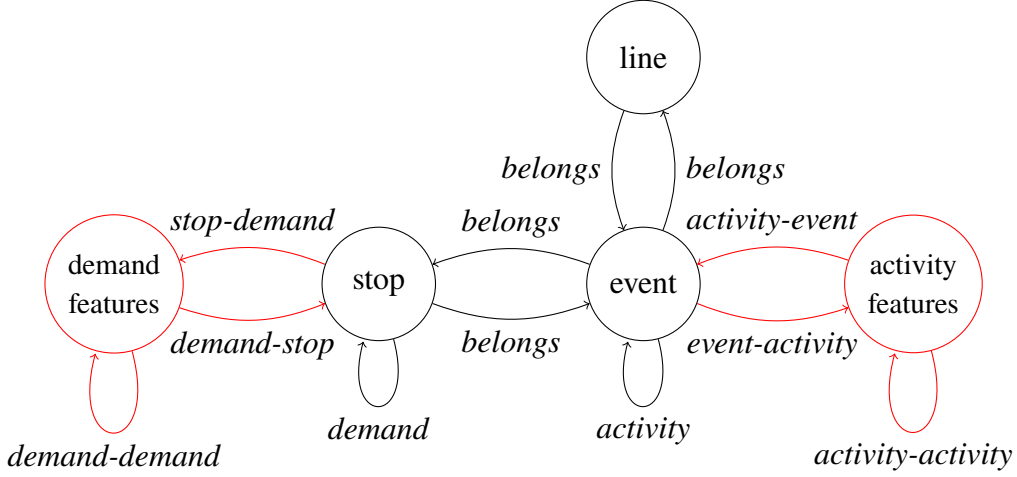 line
belongs
belongs
stop-demand
belongs
activity-event
demand
features
stop
event
activity
features
demand-stop
belongs
event-activity
demand
activity
demand-demand
activity-activity